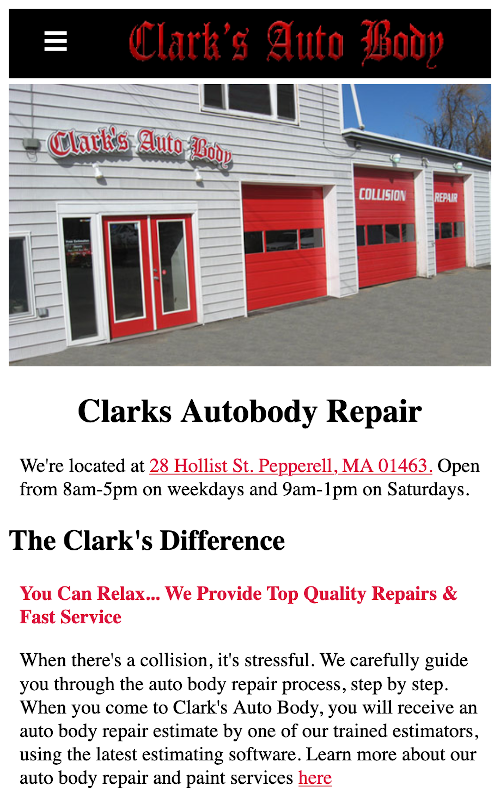 Clark's Auto Body
Clark's Auto Body
COLLISION
REPAIR
Clarks Autobody Repair
We're located at 28 Hollist St. Pepperell, MA 01463. Open
from 8am-5pm on weekdays and 9am-1pm on Saturdays.
The Clark's Difference
You Can Relax... We Provide Top Quality Repairs &
Fast Service
When there's a collision, it's stressful. We carefully guide
you through the auto body repair process, step by step.
When you come to Clark's Auto Body, you will receive an
auto body repair estimate by one of our trained estimators,
using the latest estimating software. Learn more about our
auto body repair and paint services here